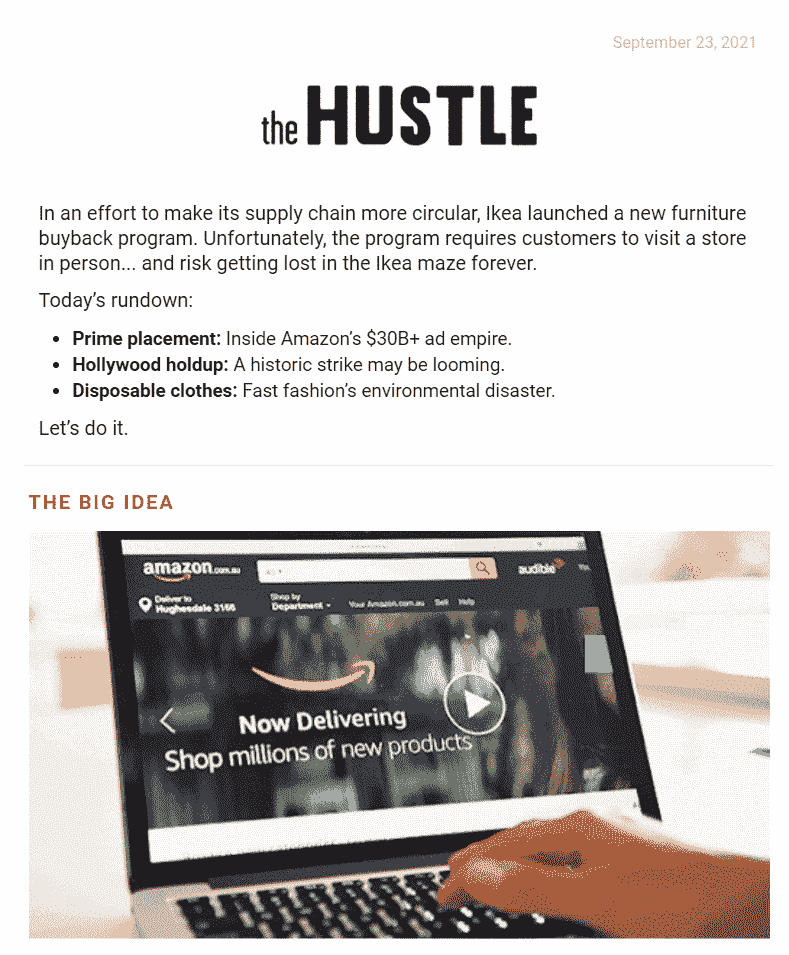 September 23, 2021
the HUSTLE
In an effort to make its supply chain more circular, Ikea launched a new furniture
buyback program. Unfortunately, the program requires customers to visit a store
in person... and risk getting lost in the Ikea maze forever.
Today’s rundown:
• Prime placement: Inside Amazon’s $30B+ ad empire.
• Hollywood holdup: A historic strike may be looming.
• Disposable clothes: Fast fashion’s environmental disaster.
Let’s do it.
THE BIG IDEA
amazon.com.au
audible
Deliver to
Hughesdale 3166
Shop by
Department
Your Amazon.com.au Sell Help
Now Delivering
Shop millions of new products